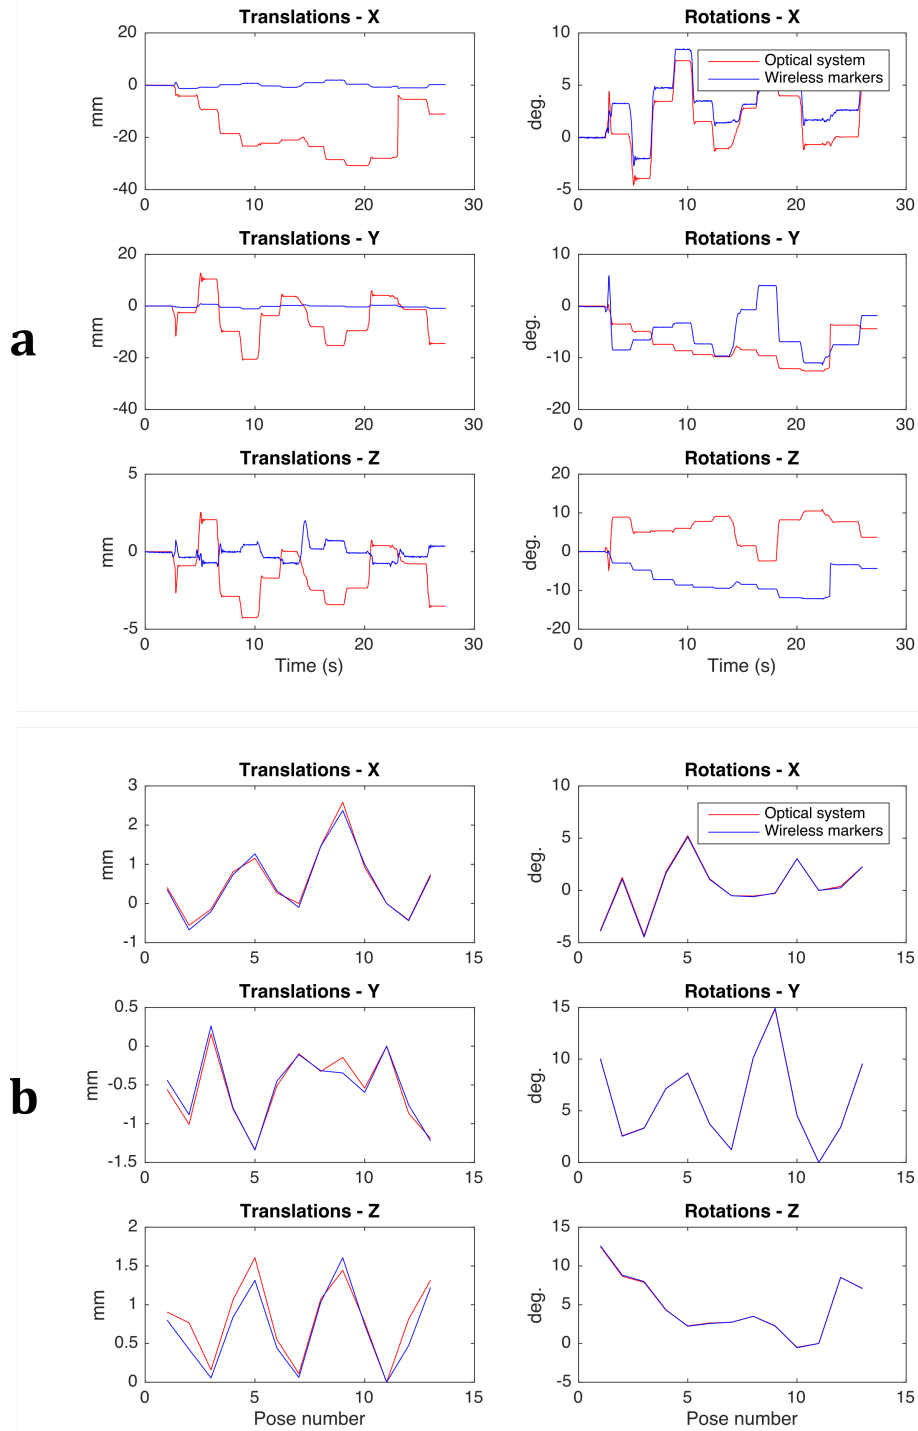 a
Translations - X
mm
20
0
-20
-40
0
10
20
30
Rotations - X
deg.
10
5
0
-5
0
10
20
30
Optical system
Wireless markers
Translations - Y
mm
20
0
-20
-40
0
10
20
30
Rotations - Y
deg.
10
0
-10
-20
0
10
20
30
Translations - Z
mm
5
0
-5
0
10
20
30
Time (s)
Rotations - Z
deg.
20
10
0
-10
-20
0
10
20
30
Time (s)
b
Translations - X
mm
3
2
1
0
-1
0
5
10
15
Rotations - X
deg.
10
5
0
-5
0
5
10
15
Optical system
Wireless markers
Translations - Y
mm
0.5
0
-0.5
-1
-1.5
0
5
10
15
Rotations - Y
deg.
15
10
5
0
0
5
10
15
Translations - Z
mm
2
1.5
1
0.5
0
0
5
10
15
Pose number
Rotations - Z
deg.
15
10
5
0
-5
0
5
10
15
Pose number